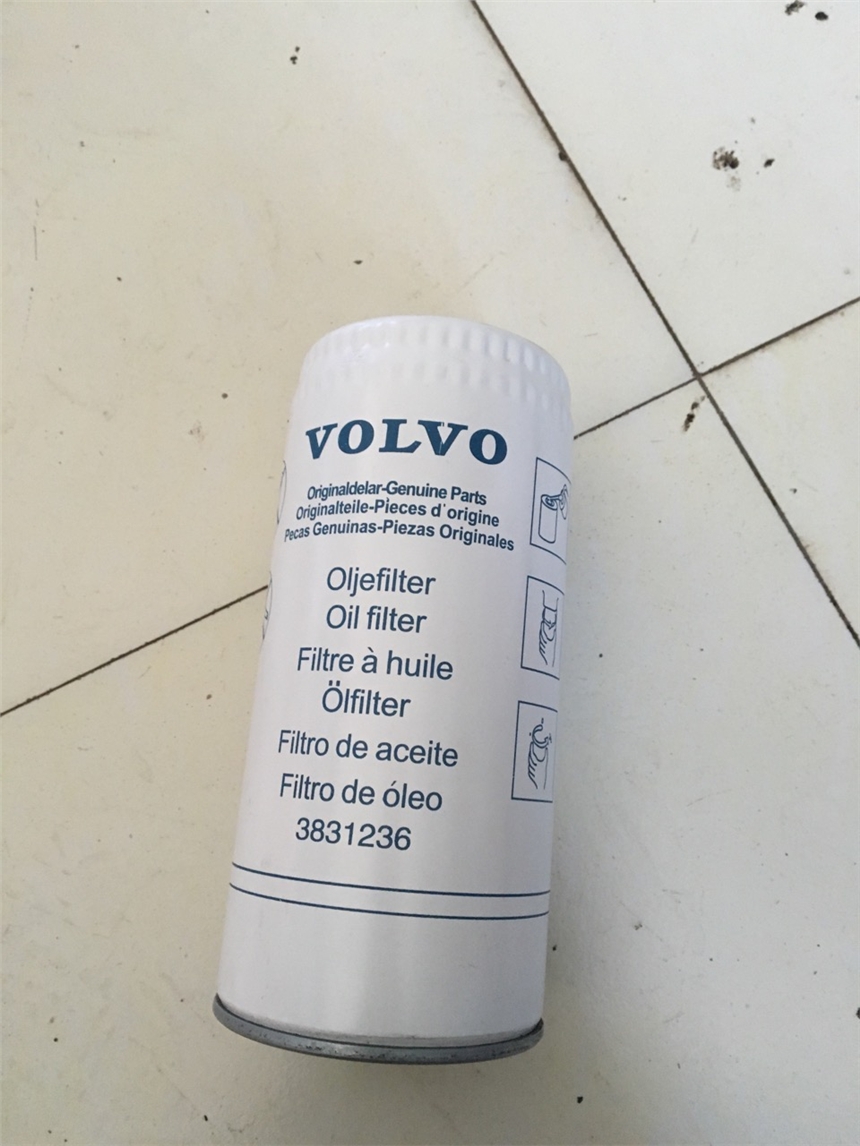 VOLVO
Originaldelar-Genuine Parts
Originalteile-Pieces d'origine
Pecas Genuinas-Piezas Originales
Oljefilter
Oil filter
Filtre à huile
Ölfilter
Filtro de aceite
Filtro de óleo
3831236